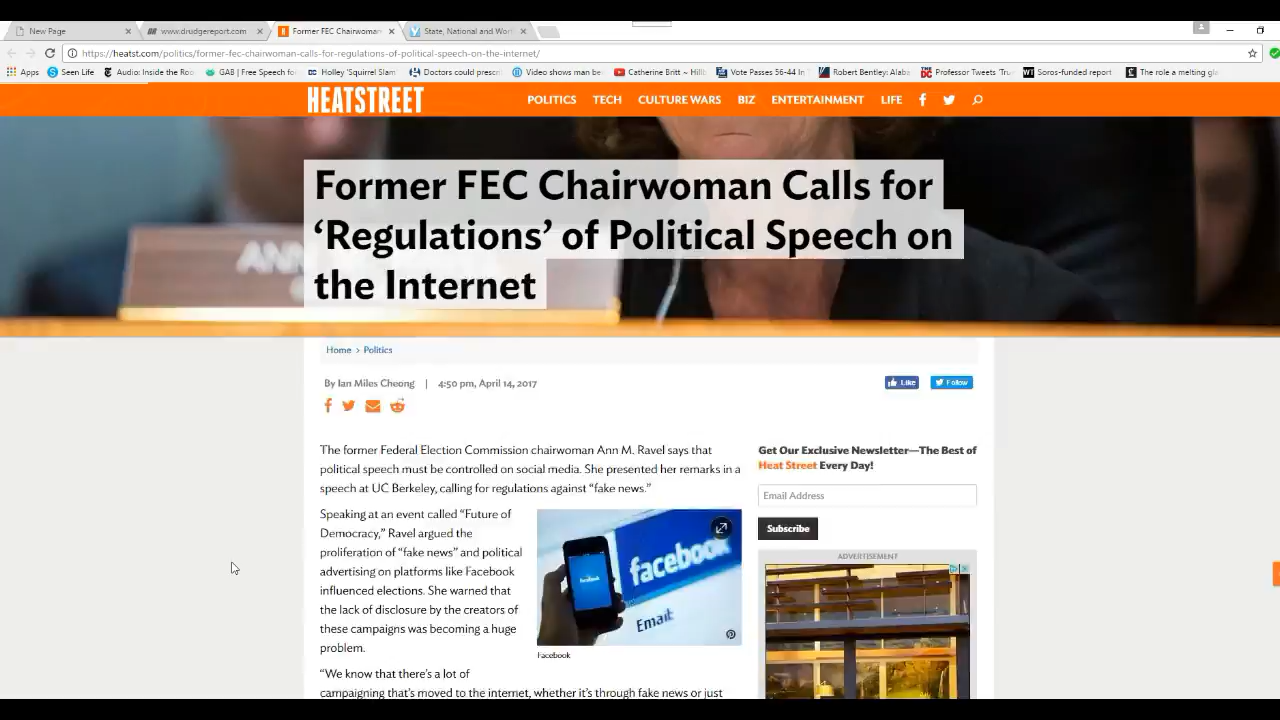 New Page
www.drudgereport.com
Former FEC Chairwoman
State, National and Wor
https://heatst.com/politics/former-fec-chairwoman-calls-for-regulations-of-political-speech-on-the-internet/
Apps
Seen Life
Audio: Inside the Roo
GAB | Free Speech for
Holley 'Squirrel Slam
Doctors could prescri
Video shows man be
Catherine Britt ~ Hillb
Vote Passes 56-44 In
Robert Bentley: Alaba
Professor Tweets 'Tru
Soros-funded report
The role a melting gla
HEATSTREET
POLITICS
TECH
CULTURE WARS
BIZ
ENTERTAINMENT
LIFE
ANN
Former FEC Chairwoman Calls for
‘Regulations’ of Political Speech on
the Internet
Home > Politics
By Ian Miles Cheong | 4:50 pm, April 14, 2017
Like
Follow
The former Federal Election Commission chairwoman Ann M. Ravel says that
political speech must be controlled on social media. She presented her remarks in a
speech at UC Berkeley, calling for regulations against “fake news.”
Speaking at an event called “Future of
Democracy,” Ravel argued the
proliferation of “fake news” and political
advertising on platforms like Facebook
influenced elections. She warned that
the lack of disclosure by the creators of
these campaigns was becoming a huge
problem.
“We know that there’s a lot of
campaigning that’s moved to the internet, whether it’s through fake news or just
facebook
facebook
Email
Facebook
Get Our Exclusive Newsletter—The Best of
Heat Street Every Day!
Email Address
Subscribe
ADVERTISEMENT